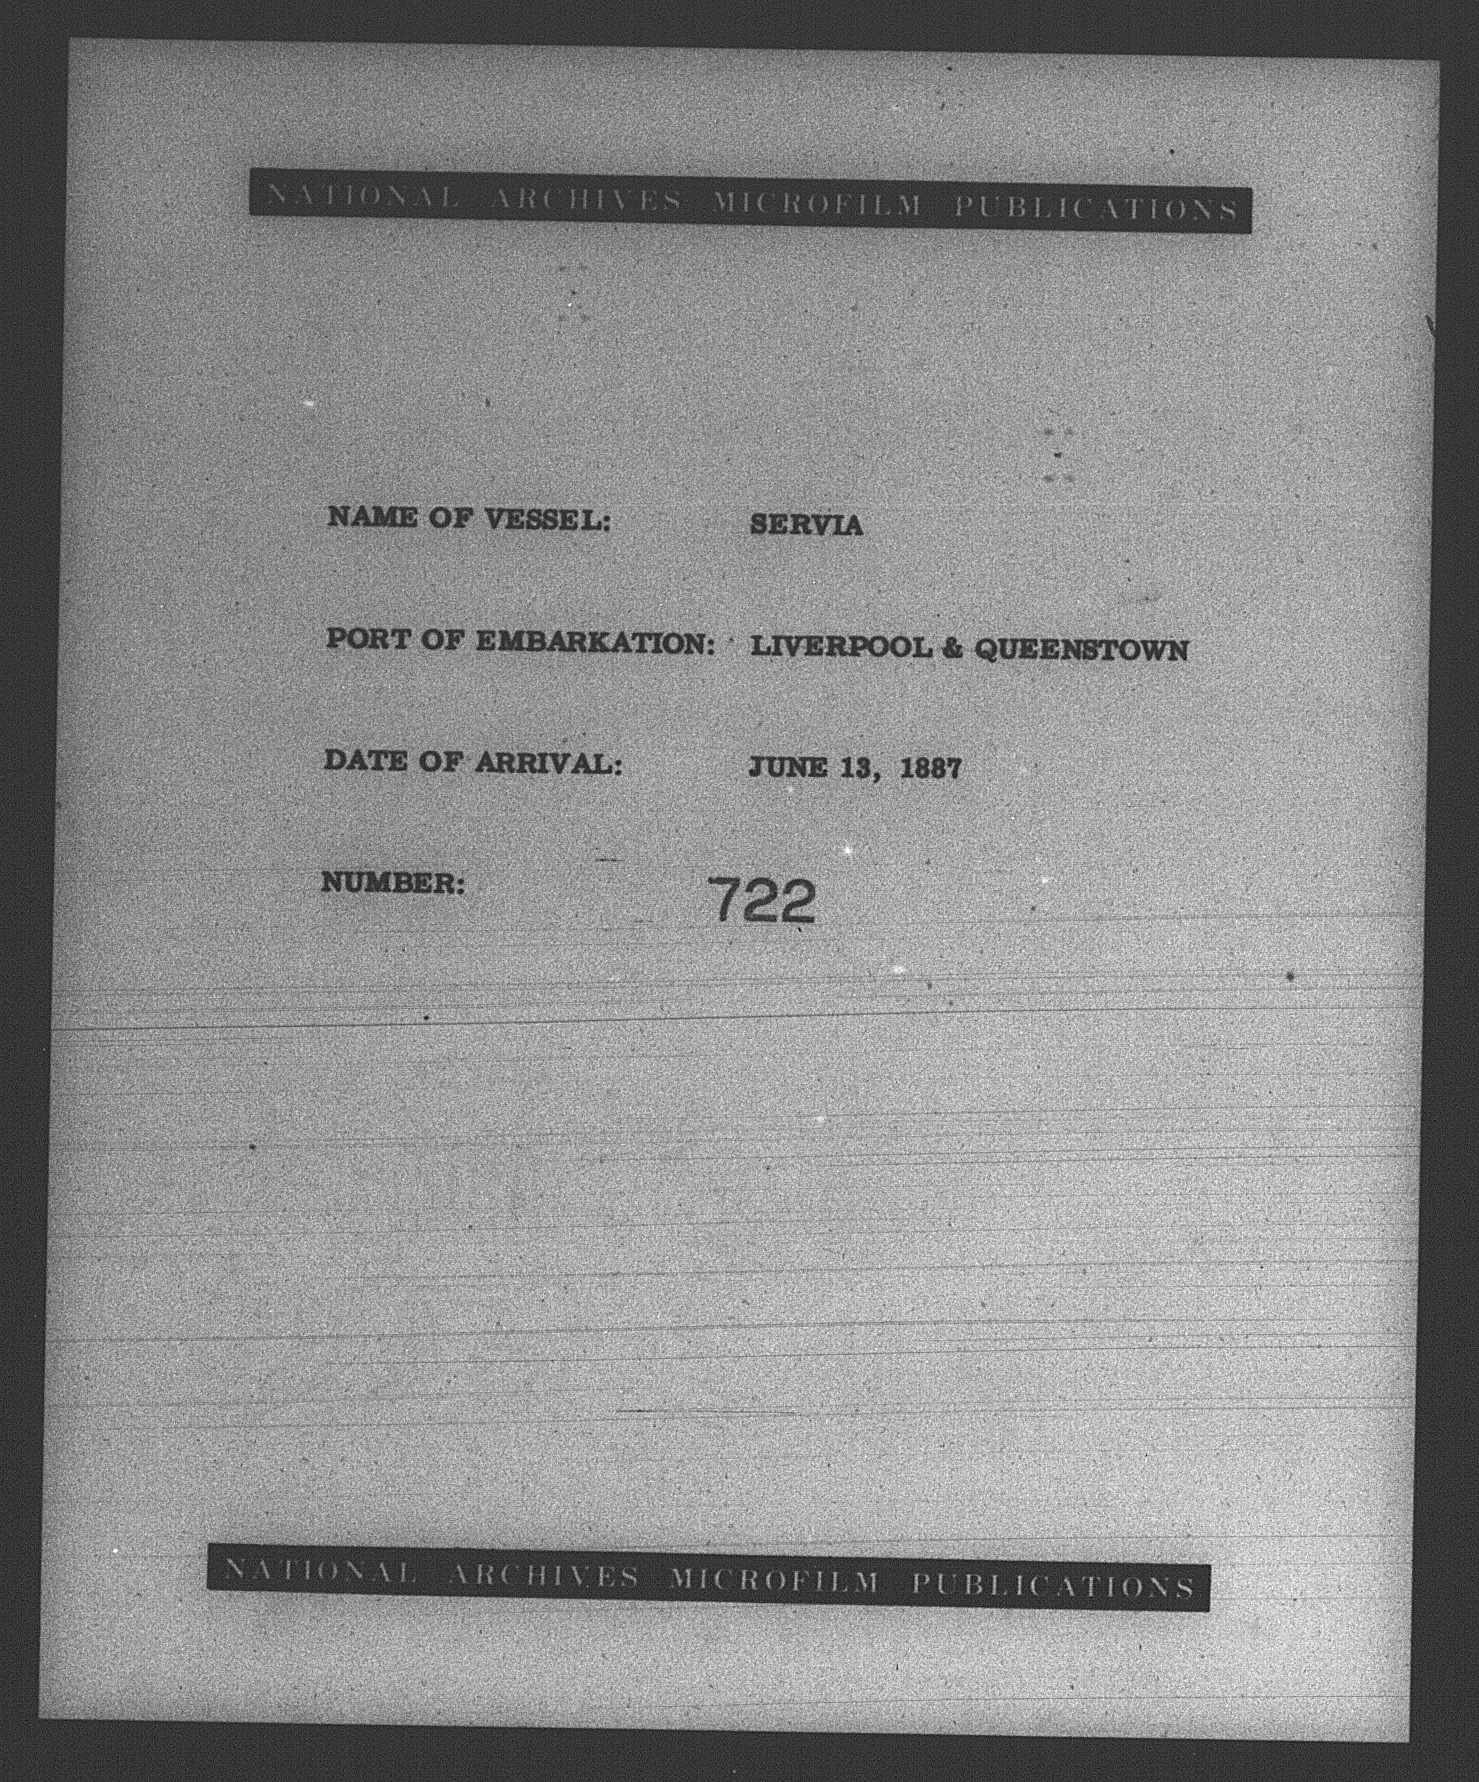 NATIONAL ARCHIVES MICROFILM PUBLICATIONS
NAME OF VESSEL: SERVIA
PORT OF EMBARKATION: LIVERPOOL & QUEENSTOWN
DATE OF ARRIVAL: JUNE 13, 1887
NUMBER: 722
NATIONAL ARCHIVES MICROFILM PUBLICATIONS